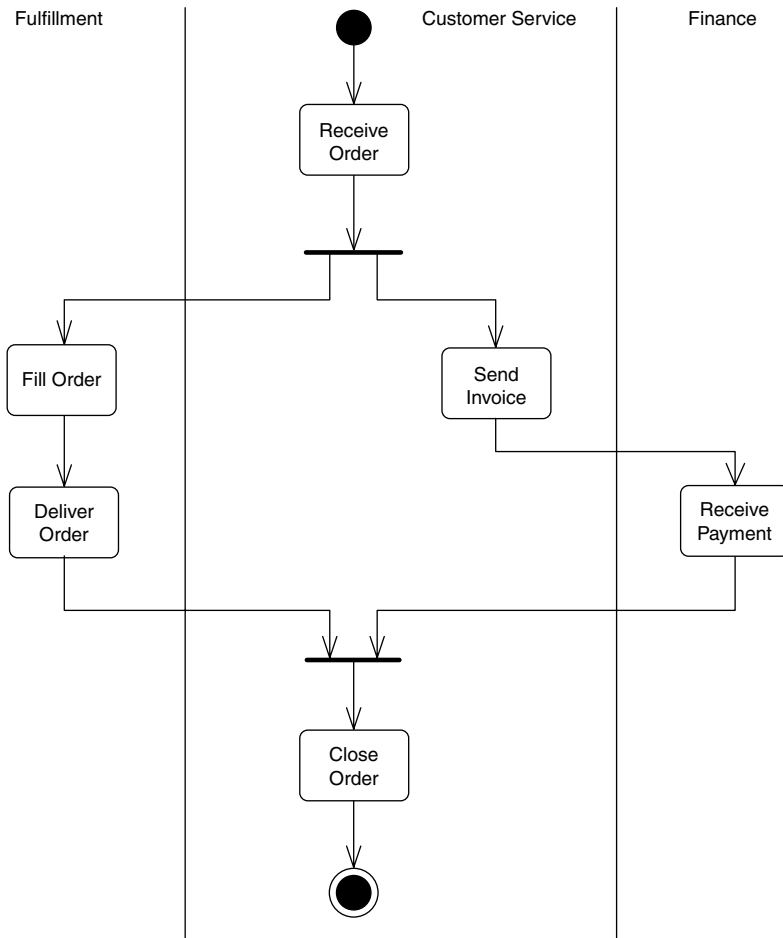 Fulfillment
Customer Service
Finance
Receive
Order
Fill Order
Send
Invoice
Deliver
Order
Receive
Payment
Close
Order